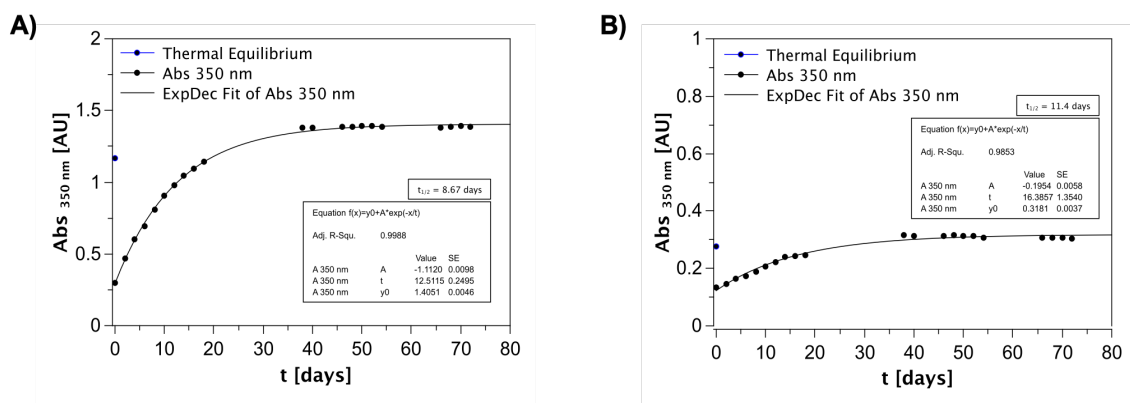 A)
2
1.5
1
0.5
0
Abs 350 nm [AU]
Thermal Equilibrium
Abs 350 nm
ExpDec Fit of Abs 350 nm
t1/2 = 8.67 days
Equation f(x)=y0+A*exp(-x/t)
Adj. R-Squ. 0.9988
Value SE
A 350 nm A -1.1120 0.0098
A 350 nm t 12.5115 0.2495
A 350 nm y0 1.4051 0.0046
0 10 20 30 40 50 60 70 80
t [days]
B)
1
0.8
0.6
0.4
0.2
0
Abs 350 nm [AU]
Thermal Equilibrium
Abs 350 nm
ExpDec Fit of Abs 350 nm
t1/2 = 11.4 days
Equation f(x)=y0+A*exp(-x/t)
Adj. R-Squ. 0.9853
Value SE
A 350 nm A -0.1954 0.0058
A 350 nm t 16.3857 1.3540
A 350 nm y0 0.3181 0.0037
0 10 20 30 40 50 60 70 80
t [days]